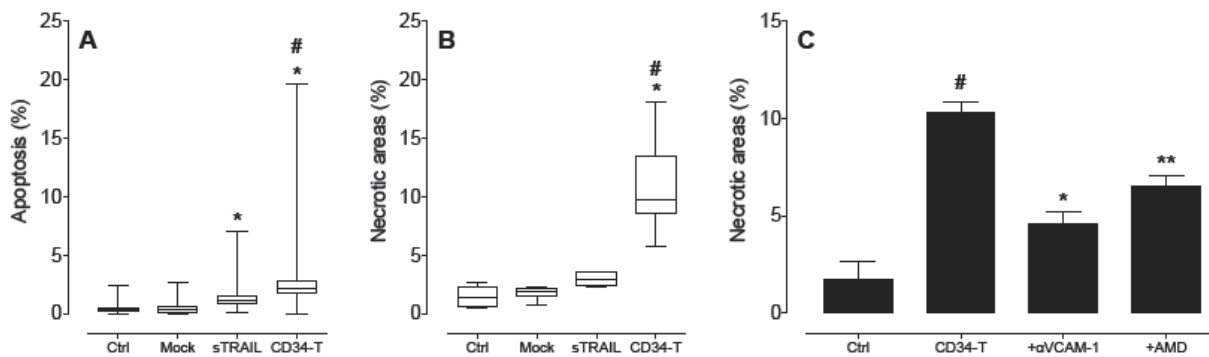 A
Apoptosis (%)
25
20
15
10
5
0
*
#
*
Ctrl Mock sTRAIL CD34-T
B
Necrotic areas (%)
25
20
15
10
5
0
#
*
Ctrl Mock sTRAIL CD34-T
C
Necrotic areas (%)
15
10
5
0
#
*
**
Ctrl CD34-T +αVCAM-1 +AMD